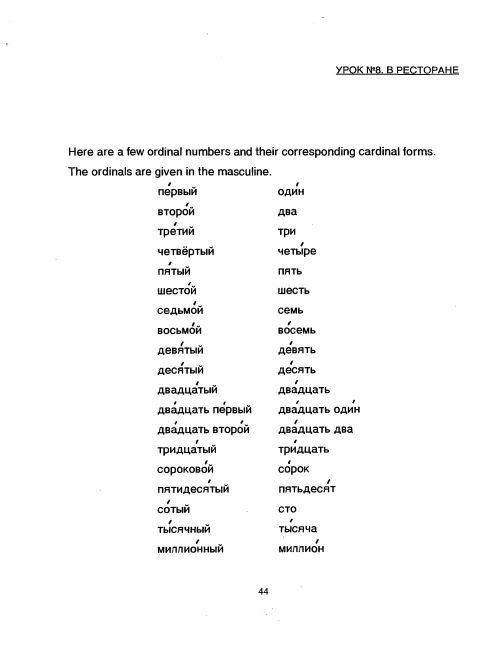 УРОК №8. В РЕСТОРАНЕ
Here are a few ordinal numbers and their corresponding cardinal forms.
The ordinals are given in the masculine.
пе́рвый оди́н
второ́й два
тре́тий три
четвёртый четы́ре
пя́тый пять
шесто́й шесть
седьмо́й семь
восьмо́й во́семь
девя́тый де́вять
деся́тый де́сять
двадца́тый два́дцать
два́дцать пе́рвый два́дцать оди́н
два́дцать второ́й два́дцать два
тридца́тый три́дцать
сороково́й со́рок
пятидеся́тый пятьдеся́т
со́тый сто
ты́сячный ты́сяча
миллио́нный миллио́н
44